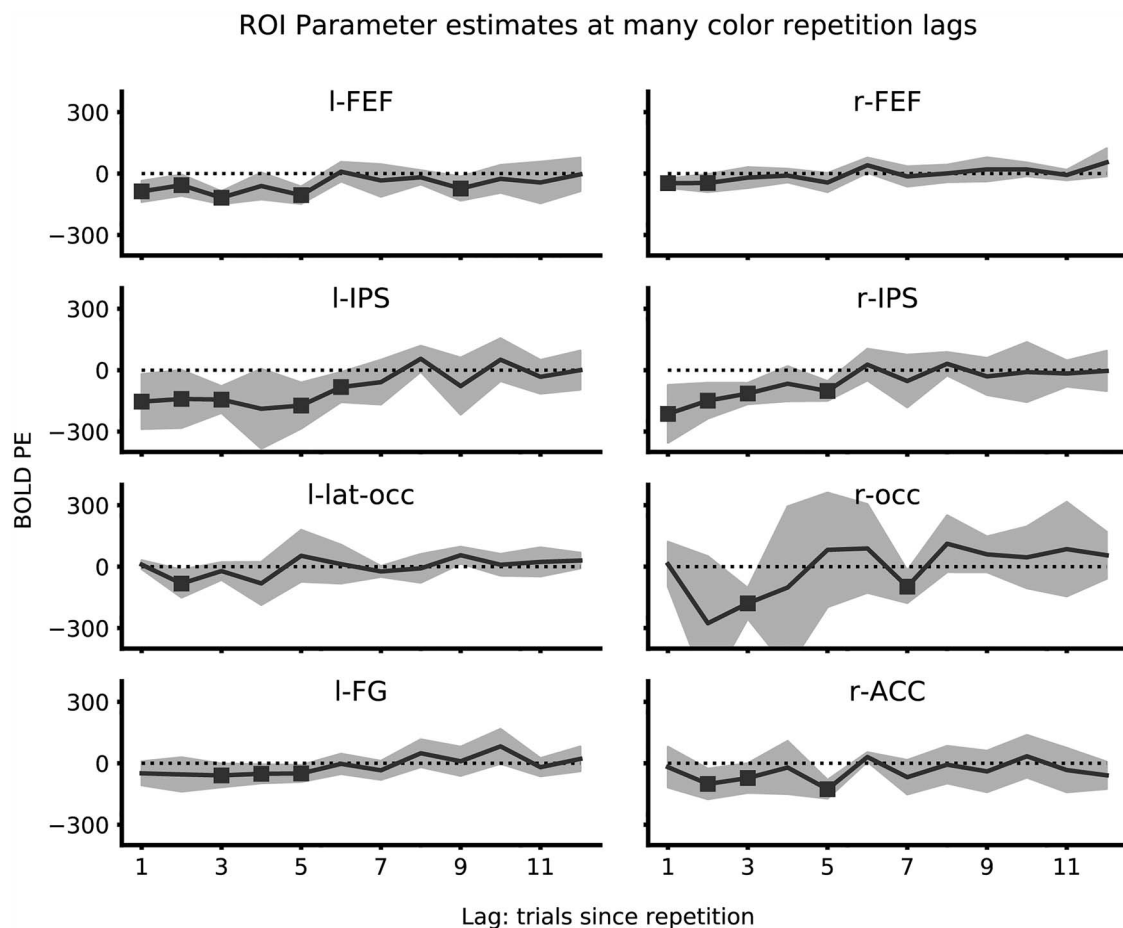 ROI Parameter estimates at many color repetition lags
l-FEF
r-FEF
300
0
−300
l-IPS
r-IPS
300
0
−300
l-lat-occ
r-occ
300
0
−300
l-FG
r-ACC
300
0
−300
BOLD PE
1 3 5 7 9 11
1 3 5 7 9 11
Lag: trials since repetition